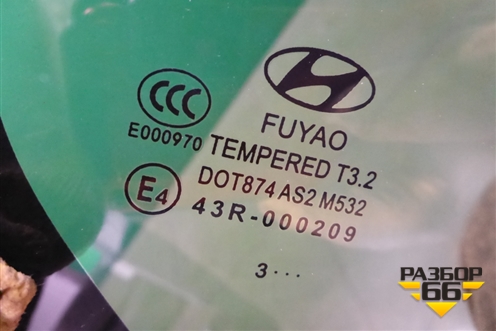 CCC
FUYAO
E000970 TEMPERED T3.2
DOT874 AS2 M532
E4 43R-000209
3 ...
РАЗБОР
66